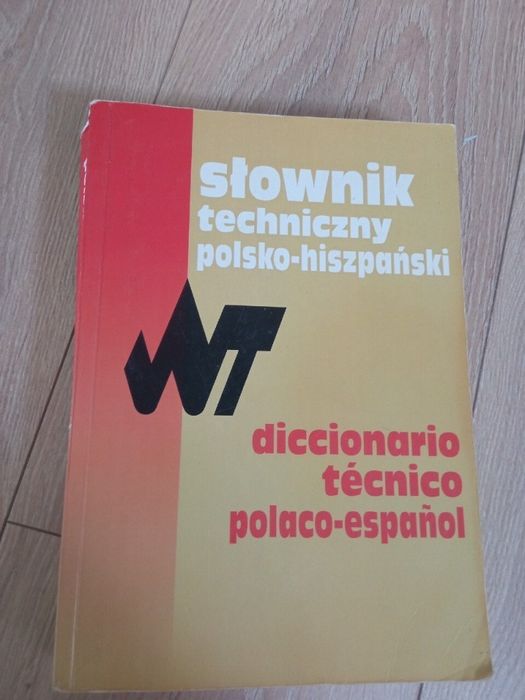 słownik
techniczny
polsko-hiszpański
WNT
diccionario
técnico
polaco-español